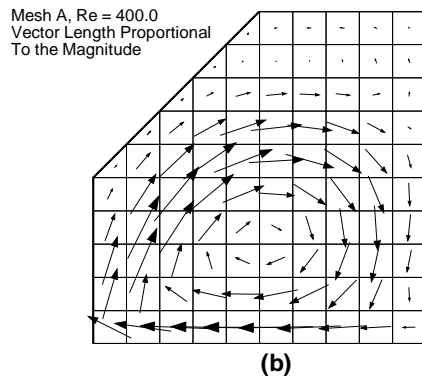 Mesh A, Re = 400.0
Vector Length Proportional
To the Magnitude
(b)